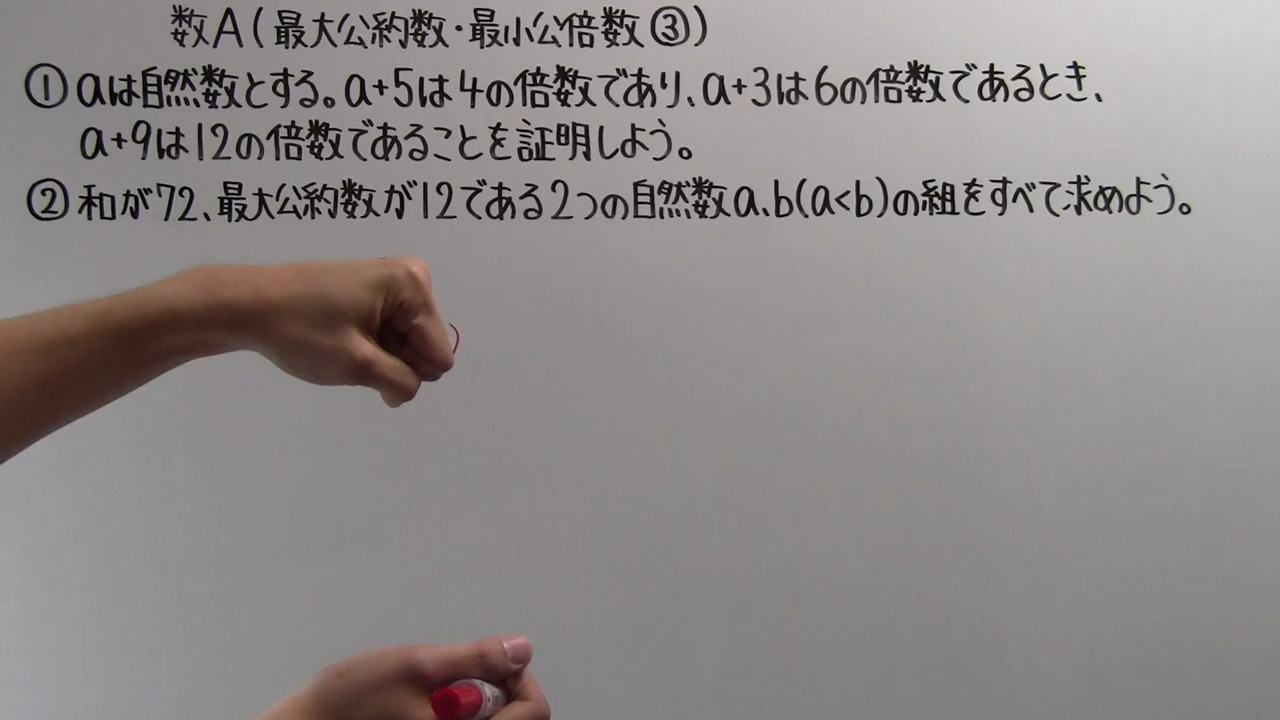 数A(最大公約数・最小公倍数③)
①aは自然数とする。a+5は4の倍数であり、a+3は6の倍数であるとき、
a+9は12の倍数であることを証明しよう。
②和が72、最大公約数が12である2つの自然数a、b(a<b)の組をすべて求めよう。